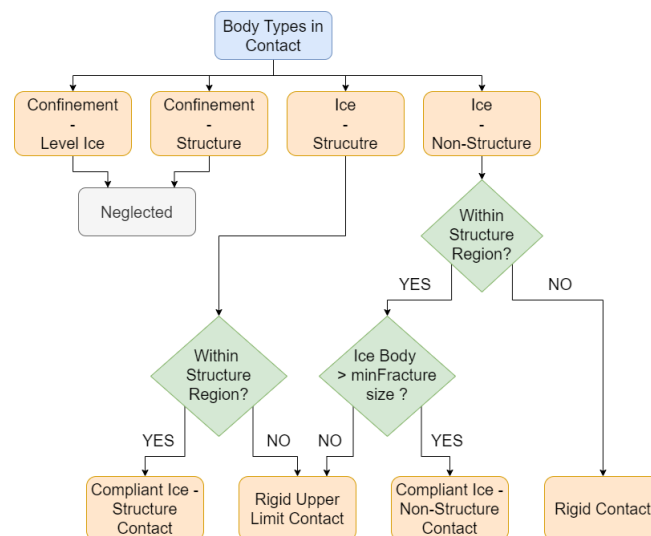 Body Types in
Contact
Confinement
-
Level Ice
Confinement
-
Structure
Ice
-
Strucutre
Ice
-
Non-Structure
Neglected
Within
Structure
Region?
YES
NO
Within
Structure
Region?
Ice Body
> minFracture
size ?
YES
NO
NO
YES
Compliant Ice -
Structure
Contact
Rigid Upper
Limit Contact
Compliant Ice -
Non-Structure
Contact
Rigid Contact